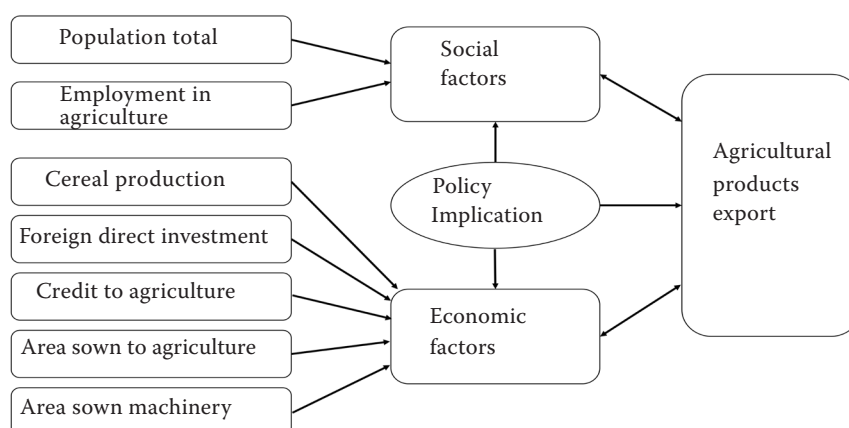 Population total
Employment in
agriculture
Cereal production
Foreign direct investment
Credit to agriculture
Area sown to agriculture
Area sown machinery
Social
factors
Policy
Implication
Economic
factors
Agricultural
products
export